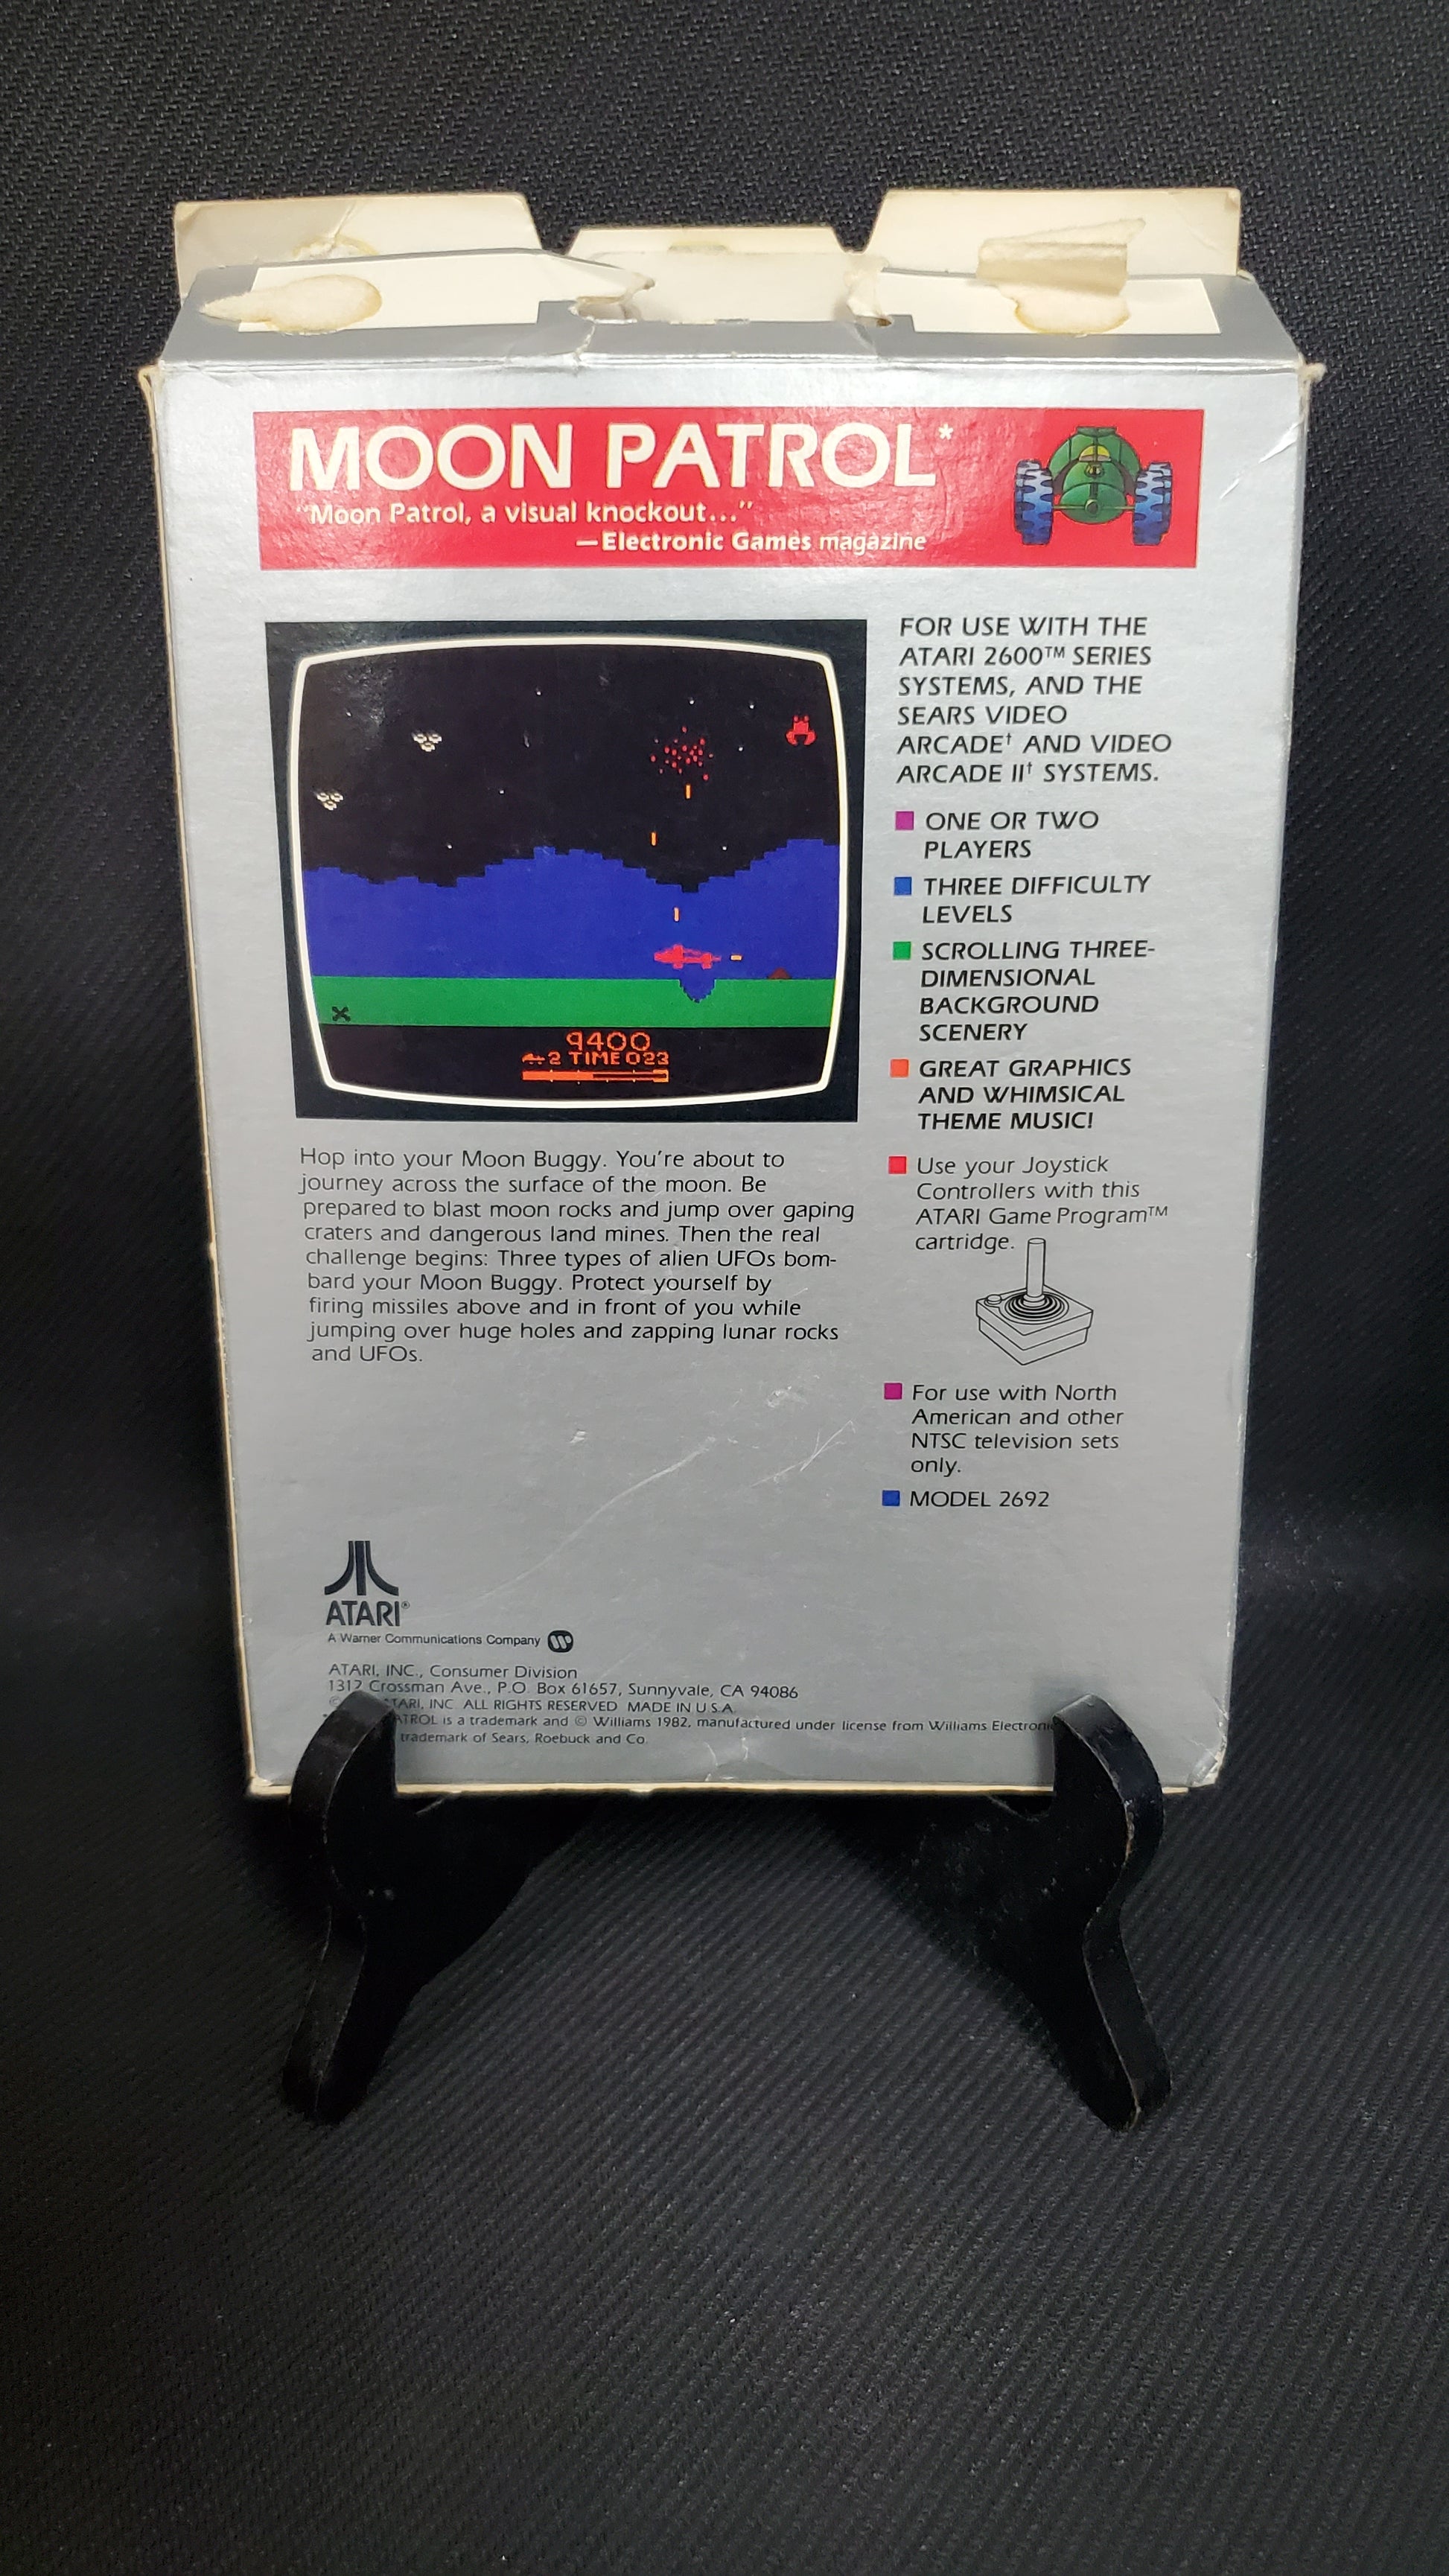 MOON PATROL*
"Moon Patrol, a visual knockout..."
—Electronic Games magazine
9400
2 TIME 023
Hop into your Moon Buggy. You're about to
journey across the surface of the moon. Be
prepared to blast moon rocks and jump over gaping
craters and dangerous land mines. Then the real
challenge begins: Three types of alien UFOs bom-
bard your Moon Buggy. Protect yourself by
firing missiles above and in front of you while
jumping over huge holes and zapping lunar rocks
and UFOs.
FOR USE WITH THE
ATARI 2600™ SERIES
SYSTEMS, AND THE
SEARS VIDEO
ARCADE† AND VIDEO
ARCADE II† SYSTEMS.
ONE OR TWO
PLAYERS
THREE DIFFICULTY
LEVELS
SCROLLING THREE-
DIMENSIONAL
BACKGROUND
SCENERY
GREAT GRAPHICS
AND WHIMSICAL
THEME MUSIC!
Use your Joystick
Controllers with this
ATARI Game Program™
cartridge.
For use with North
American and other
NTSC television sets
only.
MODEL 2692
ATARI®
A Warner Communications Company
ATARI, INC., Consumer Division
1312 Crossman Ave., P.O. Box 61657, Sunnyvale, CA 94086
ATARI, INC. ALL RIGHTS RESERVED MADE IN U.S.A.
is a trademark and © Williams 1982, manufactured under license from Williams
trademark of Sears, Roebuck and Co.